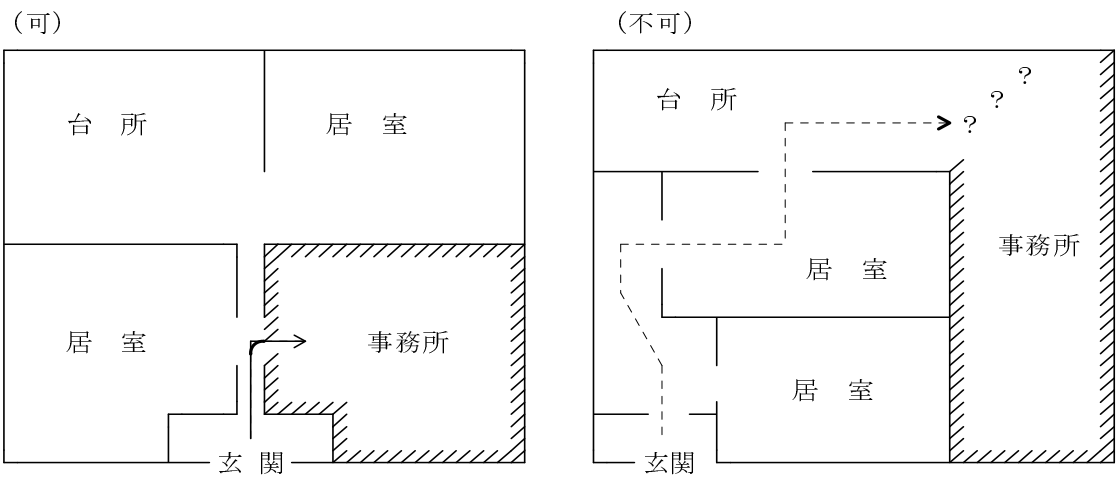 （可）
台　所
居　室
居　室
事務所
玄　関
（不可）
台　所
?
?
?
事務所
居　室
居　室
玄関